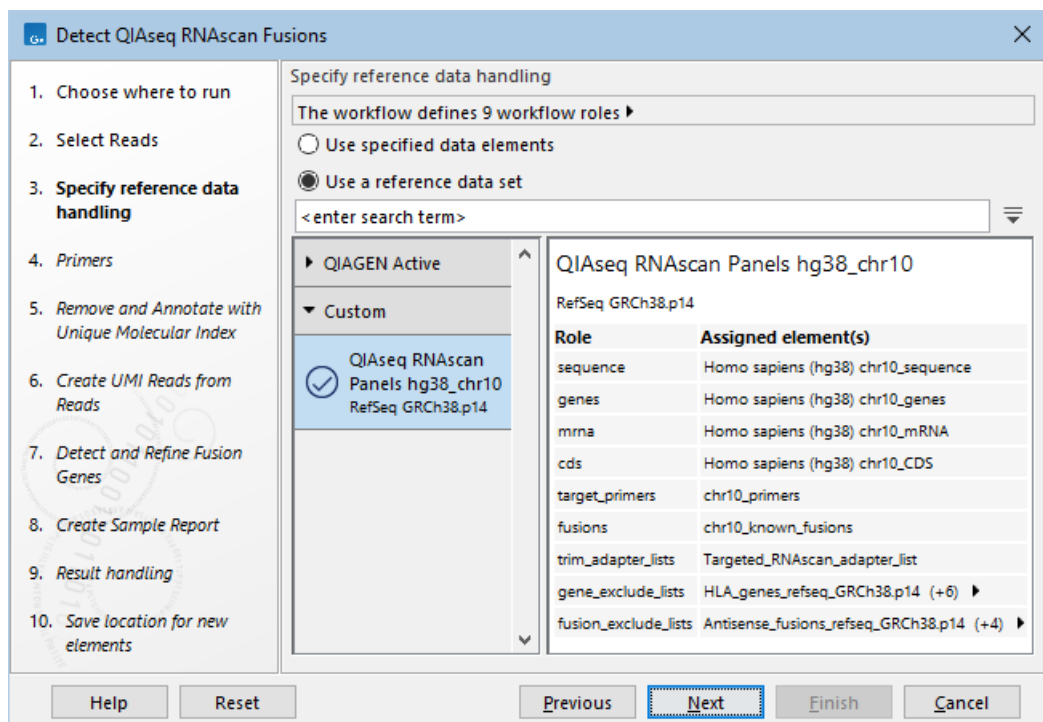 Detect QIAseq RNAscan Fusions
1. Choose where to run
2. Select Reads
3. Specify reference data
handling
4. Primers
5. Remove and Annotate with
Unique Molecular Index
6. Create UMI Reads from
Reads
7. Detect and Refine Fusion
Genes
8. Create Sample Report
9. Result handling
10. Save location for new
elements
Specify reference data handling
The workflow defines 9 workflow roles
Use specified data elements
Use a reference data set
<enter search term>
QIAGEN Active
Custom
QIAseq RNAscan
Panels hg38_chr10
RefSeq GRCh38.p14
QIAseq RNAscan Panels hg38_chr10
RefSeq GRCh38.p14
Role Assigned element(s)
sequence Homo sapiens (hg38) chr10_sequence
genes Homo sapiens (hg38) chr10_genes
mrna Homo sapiens (hg38) chr10_mRNA
cds Homo sapiens (hg38) chr10_CDS
target_primers chr10_primers
fusions chr10_known_fusions
trim_adapter_lists Targeted_RNAscan_adapter_list
gene_exclude_lists HLA_genes_refseq_GRCh38.p14 (+6)
fusion_exclude_lists Antisense_fusions_refseq_GRCh38.p14 (+4)
Help Reset Previous Next Finish Cancel